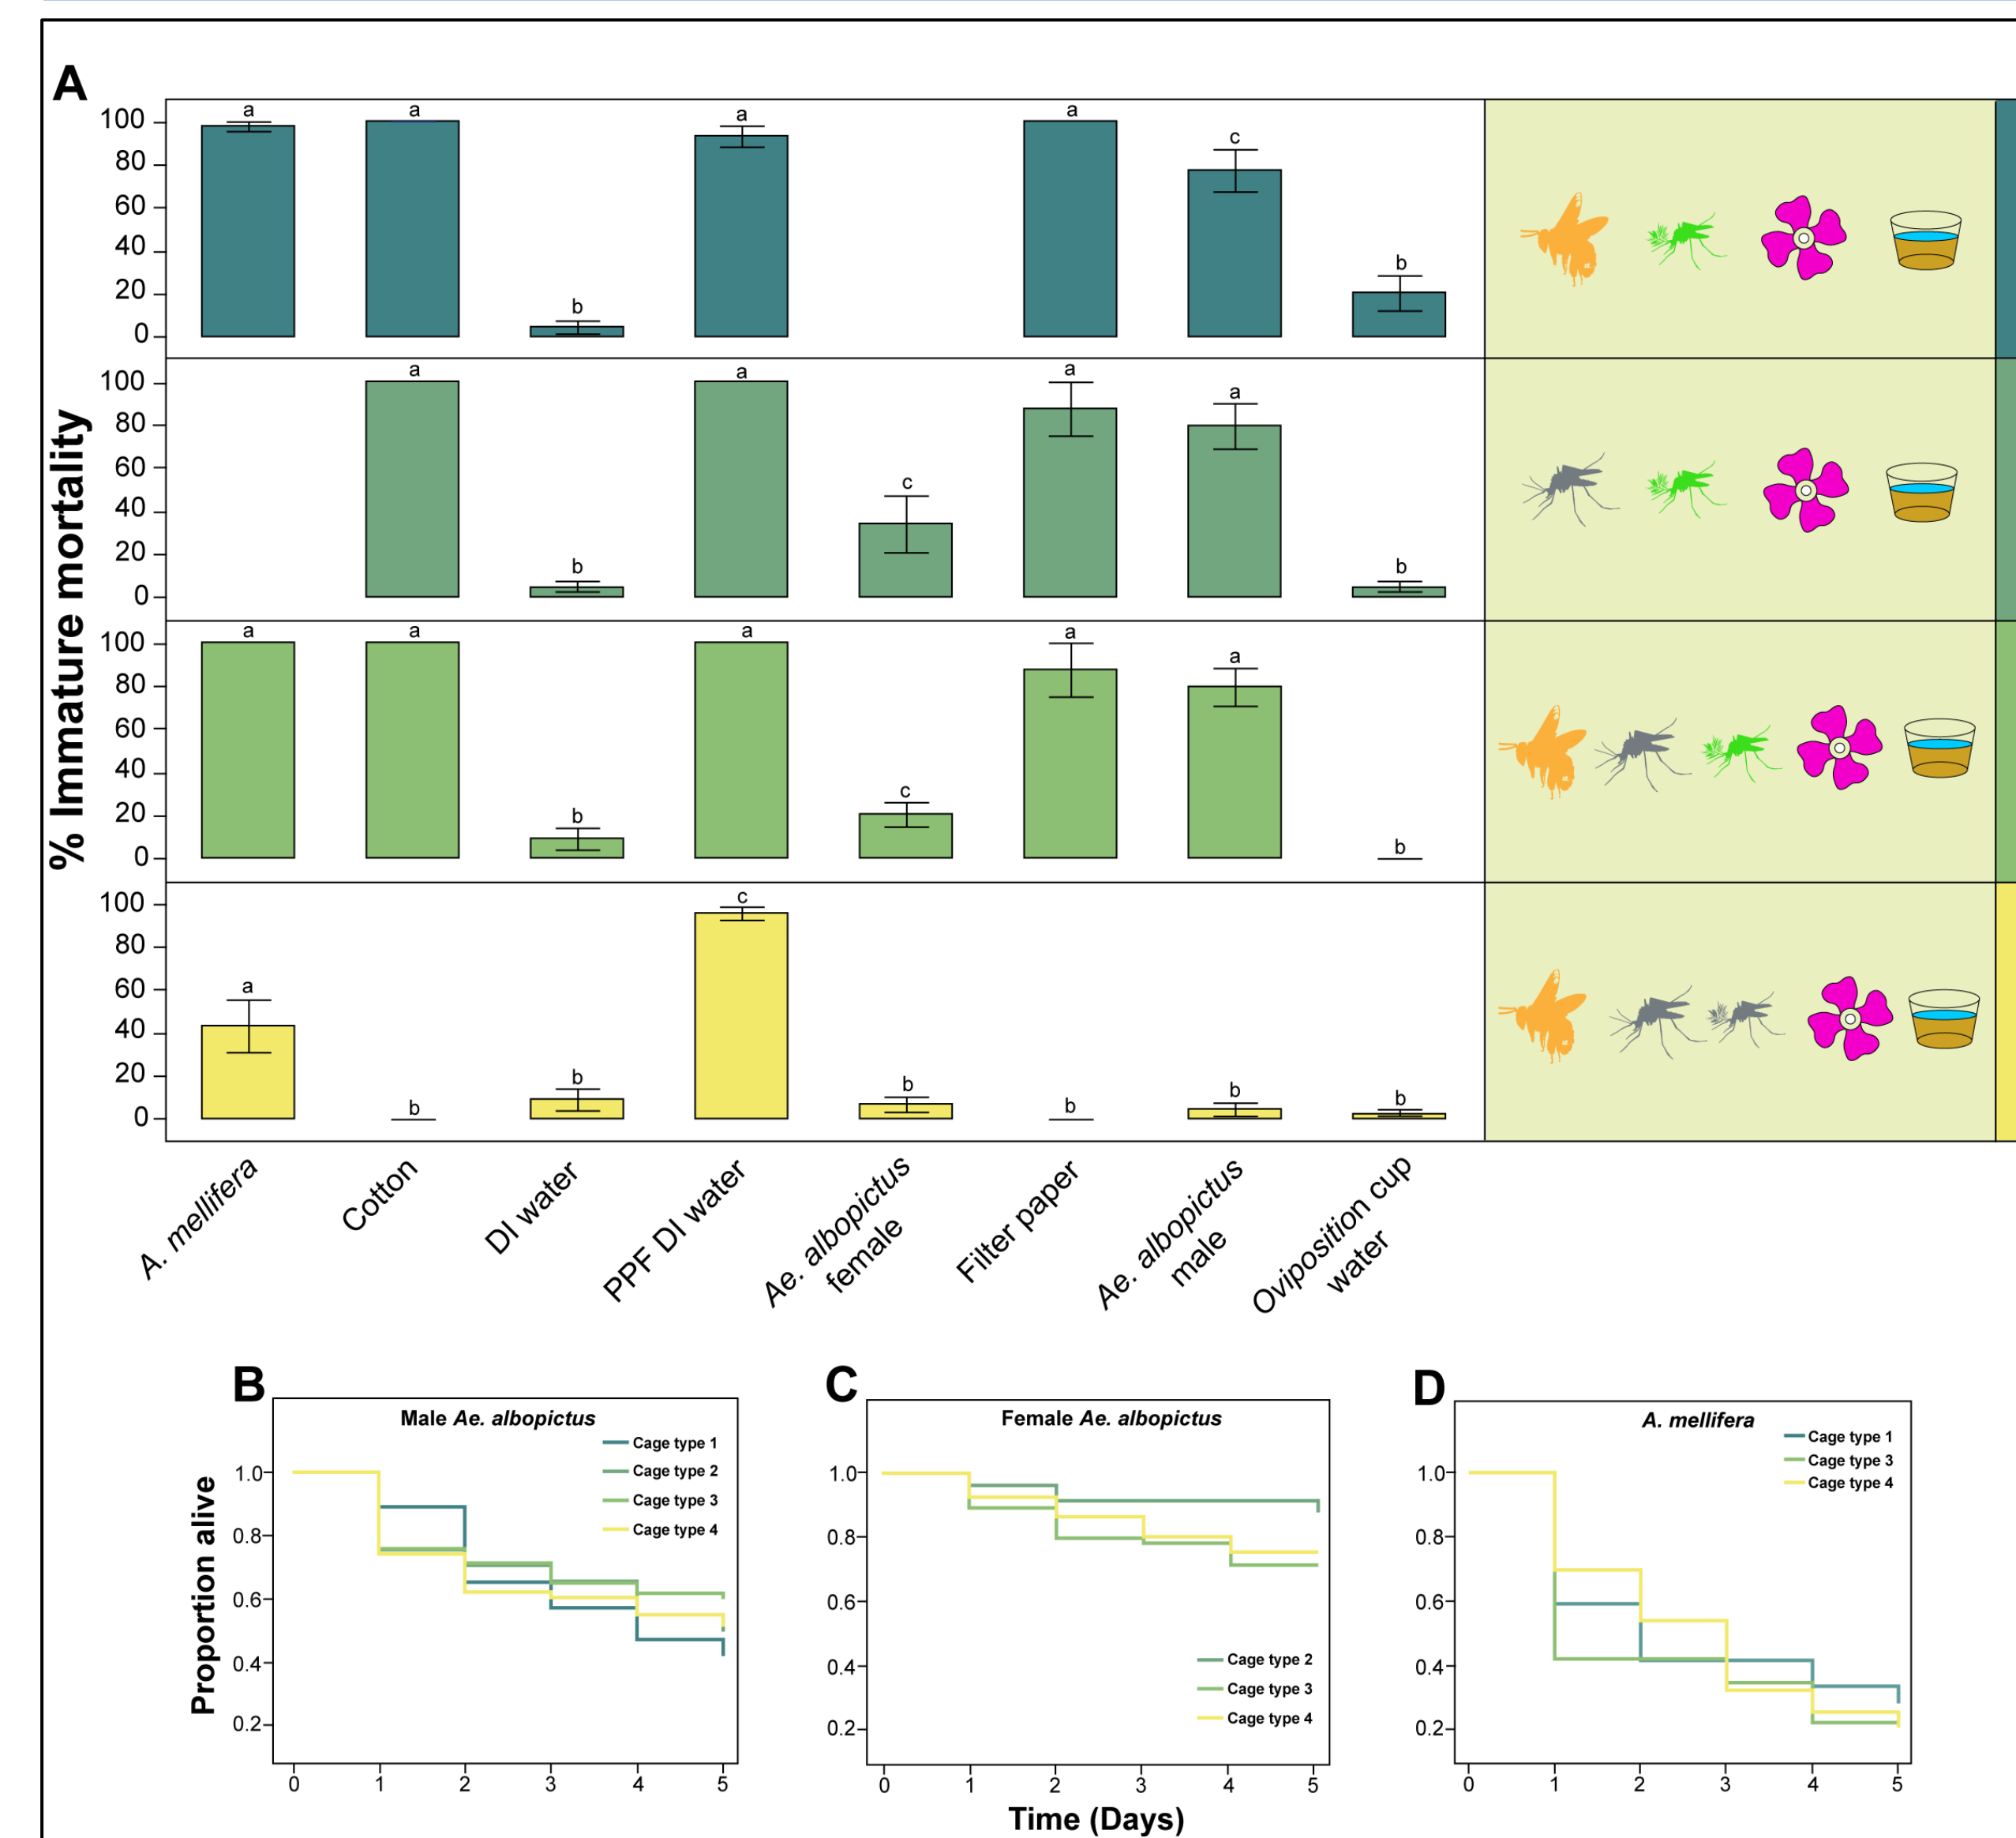 A
% Immature mortality
100
80
60
40
20
0
a
a
b
a
a
c
b
100
80
60
40
20
0
a
b
a
c
a
a
b
100
80
60
40
20
0
a
a
b
a
c
a
a
b
100
80
60
40
20
0
a
b
b
c
b
b
b
b
A. mellifera
Cotton
DI water
PPF DI water
Ae. albopictus
female
Filter paper
Ae. albopictus
male
Oviposition cup
water
B
Male Ae. albopictus
Cage type 1
Cage type 2
Cage type 3
Cage type 4
Proportion alive
1.0
0.8
0.6
0.4
0.2
0 1 2 3 4 5
C
Female Ae. albopictus
1.0
0.8
0.6
0.4
0.2
Cage type 2
Cage type 3
Cage type 4
0 1 2 3 4 5
Time (Days)
D
A. mellifera
Cage type 1
Cage type 3
Cage type 4
1.0
0.8
0.6
0.4
0.2
0 1 2 3 4 5